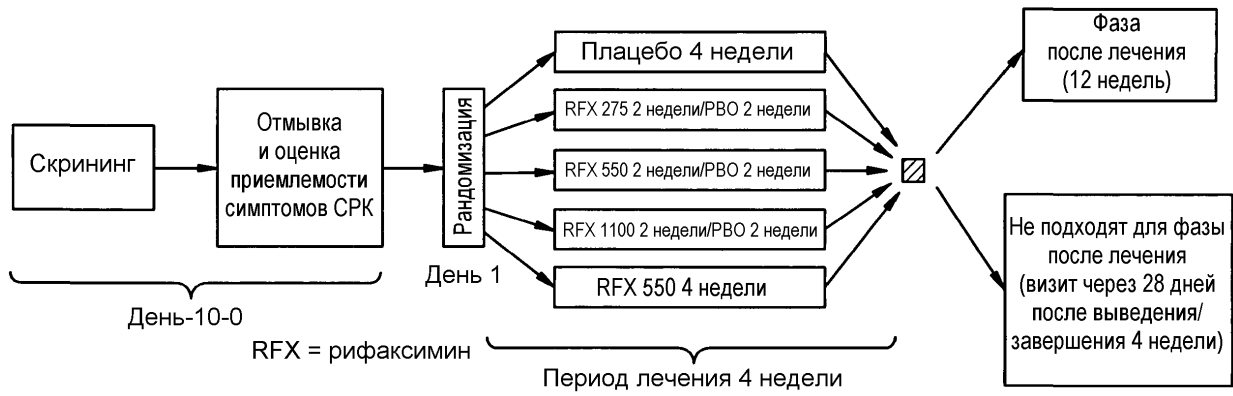 Скрининг
Отмывка
и оценка
приемлемости
симптомов СРК
День-10-0
Рандомизация
День 1
Плацебо 4 недели
RFX 275 2 недели/PBO 2 недели
RFX 550 2 недели/PBO 2 недели
RFX 1100 2 недели/PBO 2 недели
RFX 550 4 недели
RFX = рифаксимин
Период лечения 4 недели
Фаза
после лечения
(12 недель)
Не подходят для фазы
после лечения
(визит через 28 дней
после выведения/
завершения 4 недели)